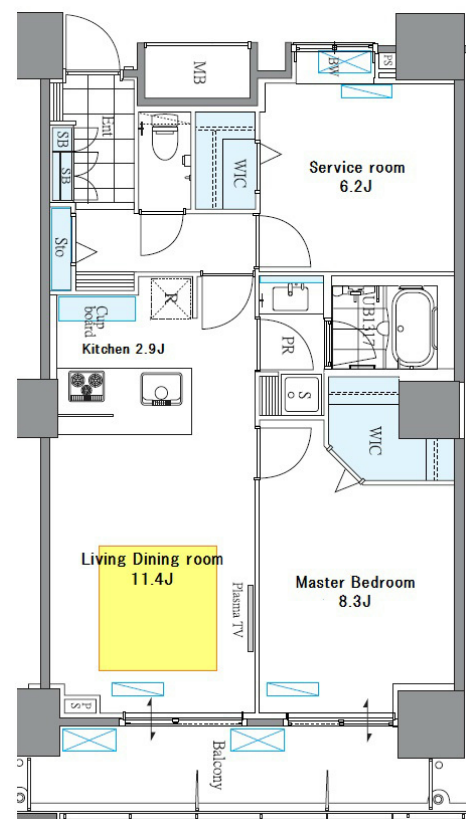 MB
BW
PS
Ent
SB
SB
WIC
Service room
6.2J
Sto
Cup
board
R
Kitchen 2.9J
PR
UB1317
S
WIC
Living Dining room
11.4J
Plasma TV
Master Bedroom
8.3J
PS
Balcony